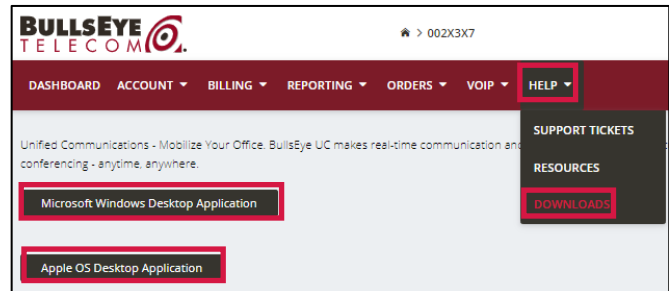 BULLSEYE
TELECOM
> 002X3X7
DASHBOARD ACCOUNT BILLING REPORTING ORDERS VOIP HELP
SUPPORT TICKETS
RESOURCES
DOWNLOADS
Unified Communications - Mobilize Your Office. BullsEye UC makes real-time communication and
conferencing - anytime, anywhere.
Microsoft Windows Desktop Application
Apple OS Desktop Application